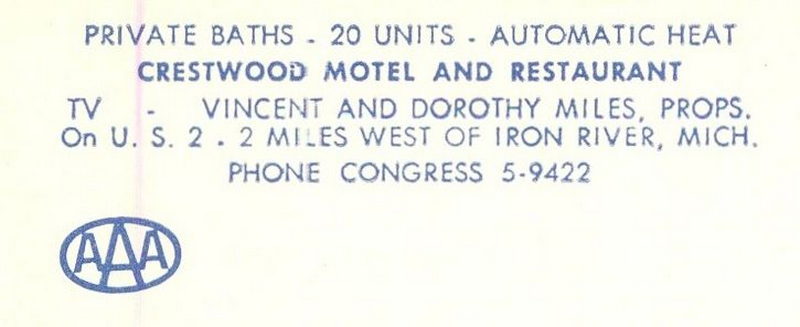 PRIVATE BATHS - 20 UNITS - AUTOMATIC HEAT
CRESTWOOD MOTEL AND RESTAURANT
TV - VINCENT AND DOROTHY MILES, PROPS.
On U. S. 2 - 2 MILES WEST OF IRON RIVER, MICH.
PHONE CONGRESS 5-9422
AAA